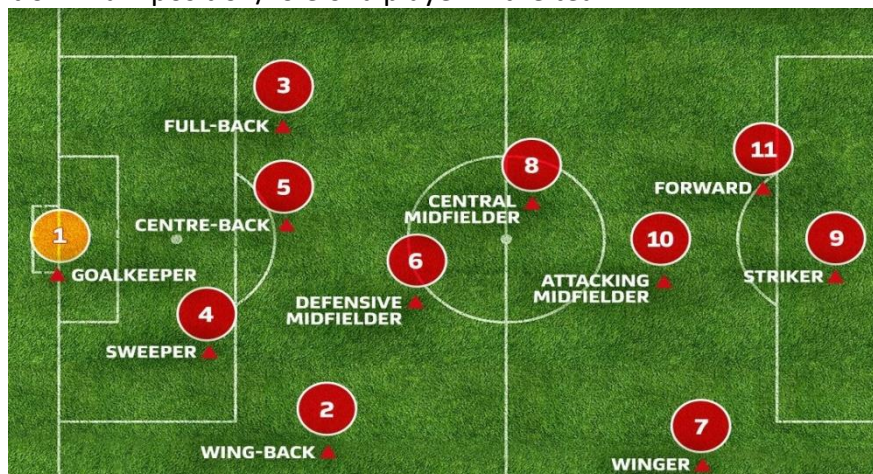 3
FULL-BACK
11
8
FORWARD
5
CENTRE-BACK
CENTRAL
MIDFIELDER
1
GOALKEEPER
10
9
STRIKER
6
ATTACKING
MIDFIELDER
DEFENSIVE
MIDFIELDER
4
SWEEPER
2
WING-BACK
7
WINGER